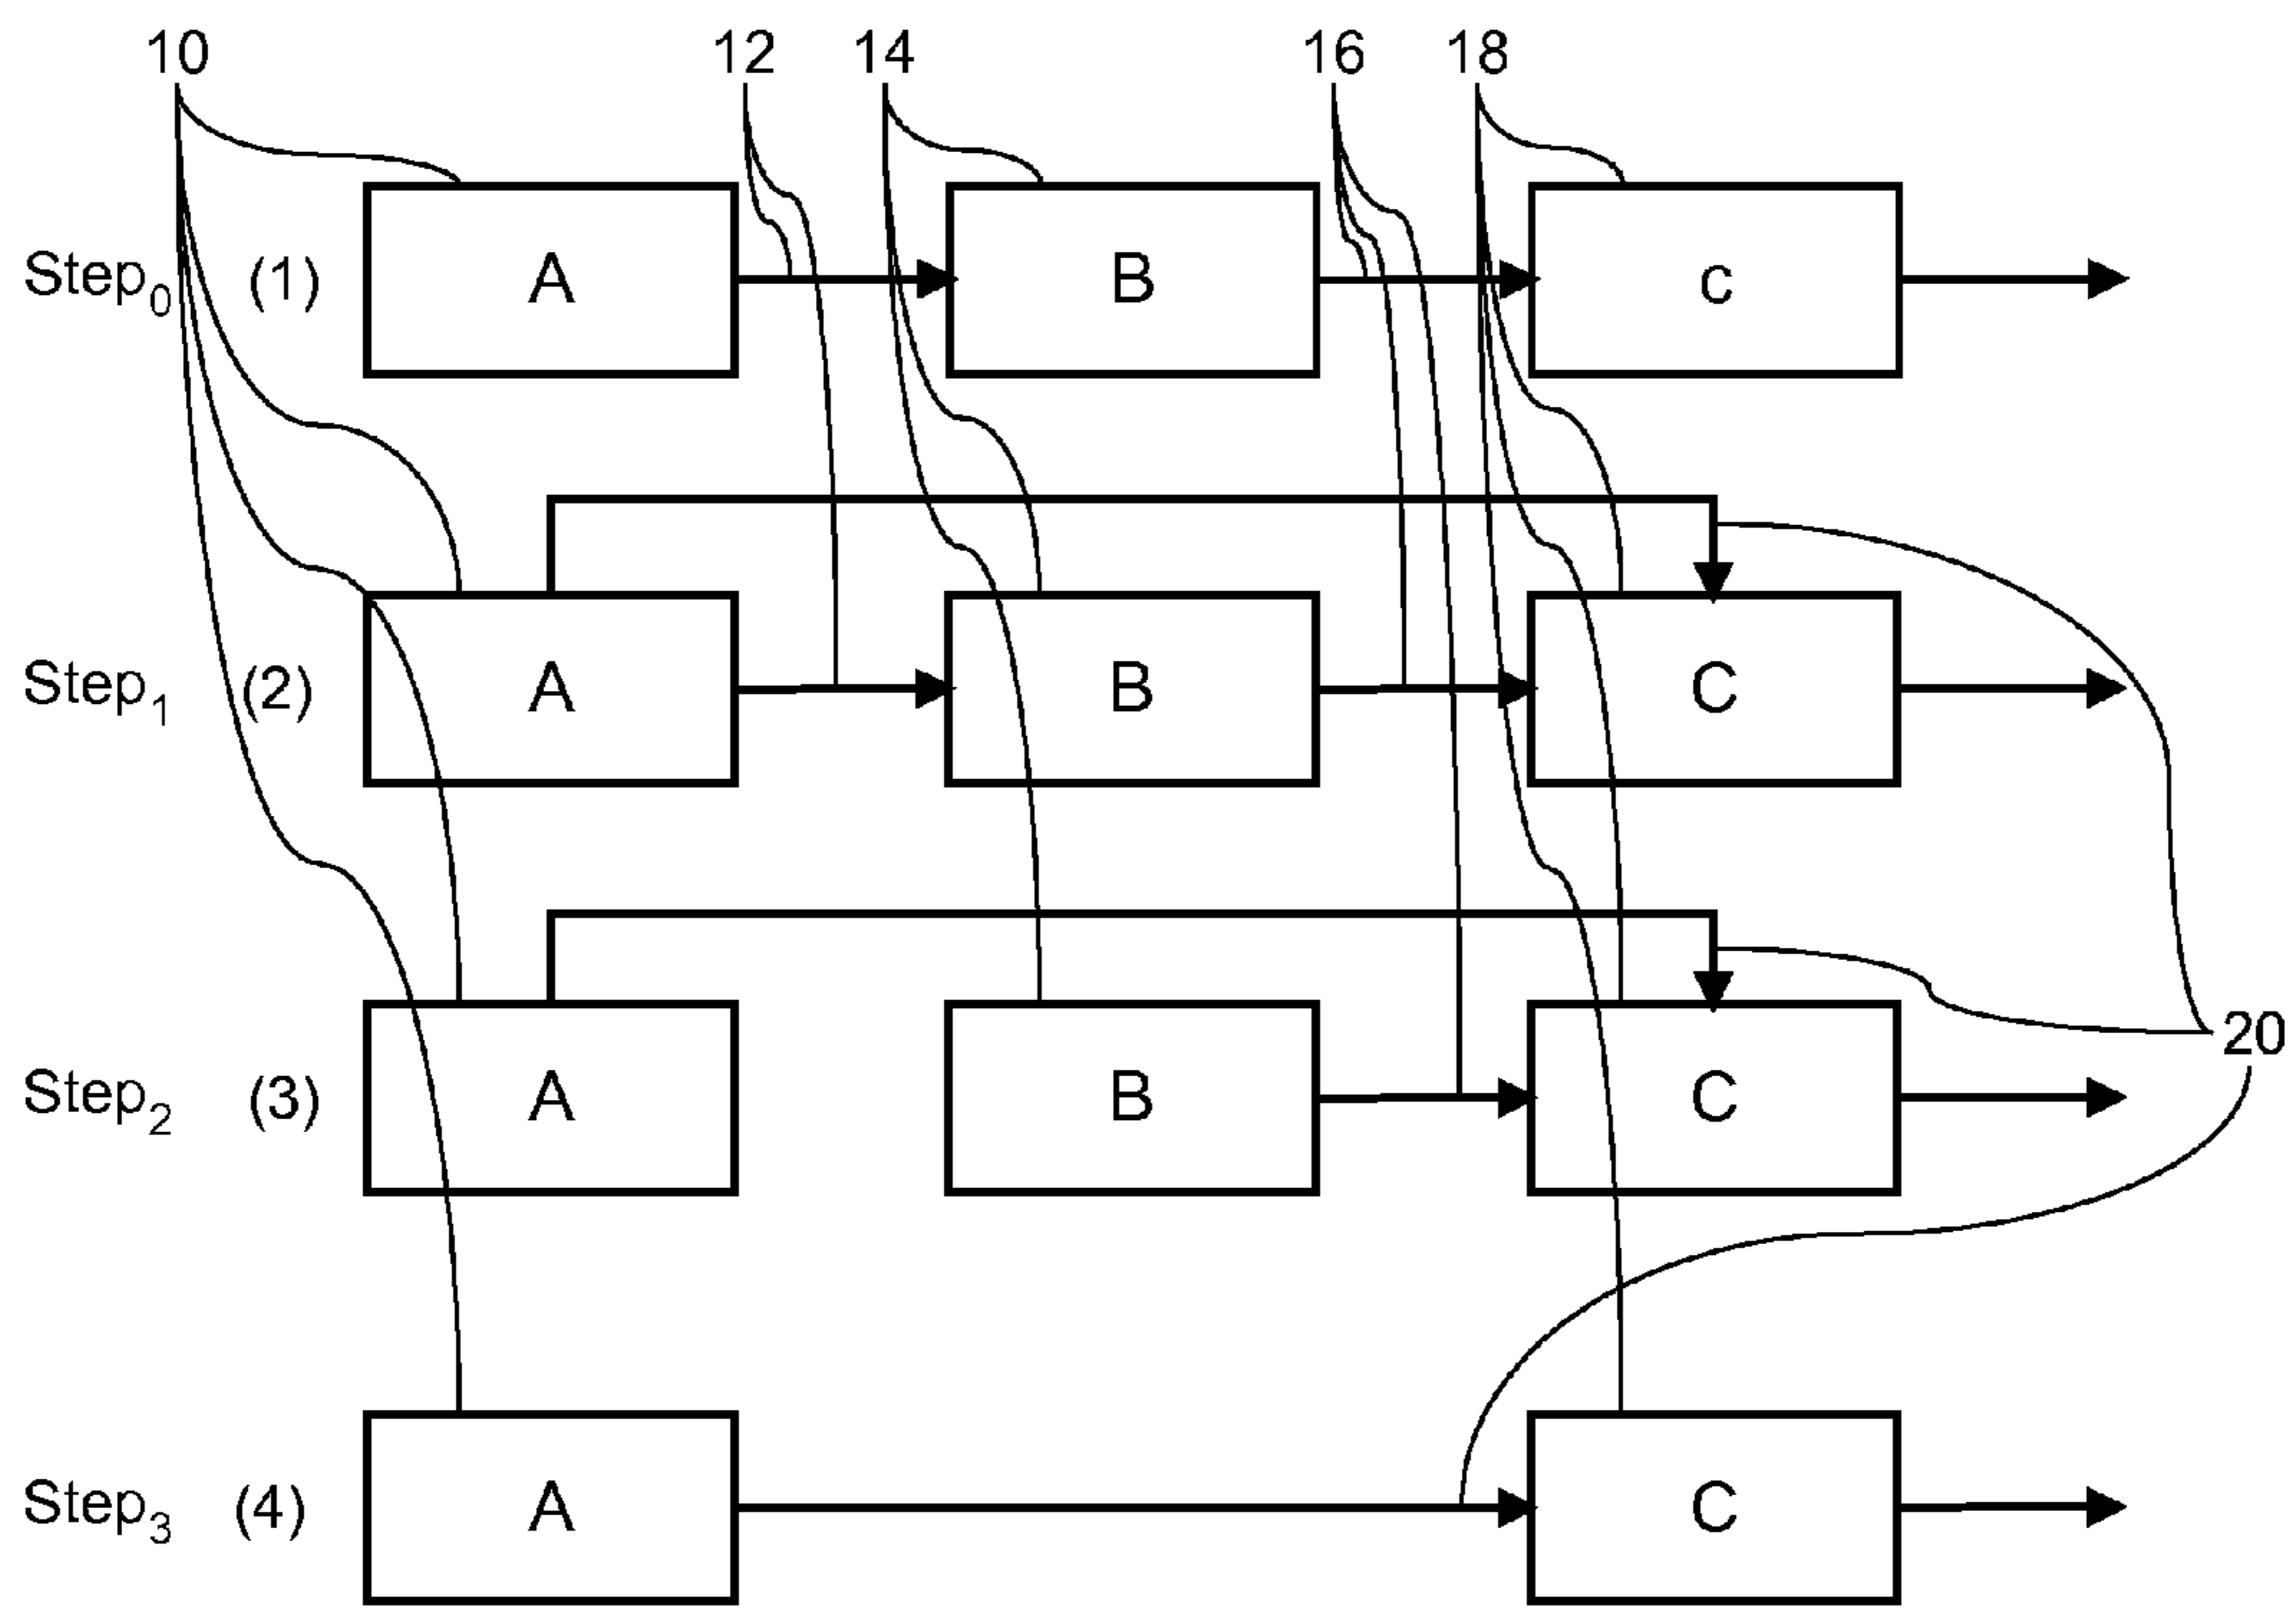 10 12 14 16 18
Step0 (1) A B c
Step1 (2) A B C
Step2 (3) A B C
20
Step3 (4) A C